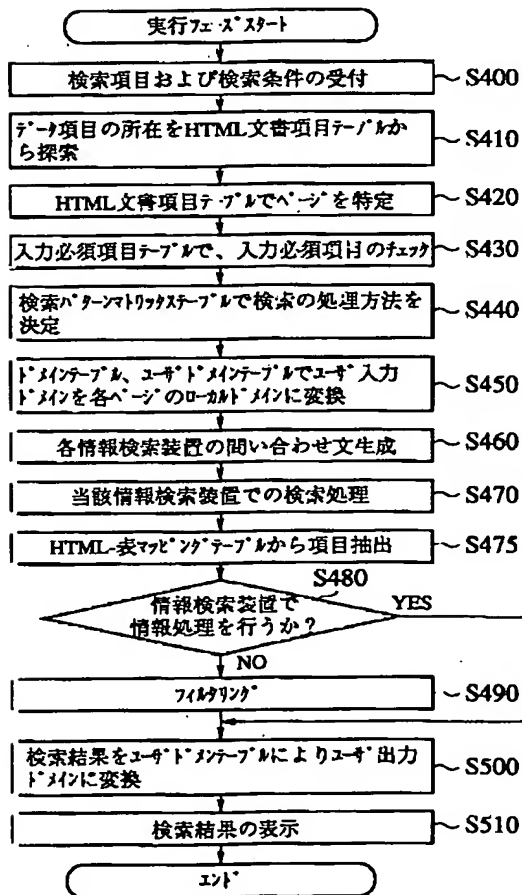 実行フェーズスタート
検索項目および検索条件の受付
S400
データ項目の所在をHTML文書項目テーブルか
ら探索
S410
HTML文書項目テーブルでページを特定
S420
入力必須項目テーブルで、入力必須項目のチェック
S430
検索パターンマトリックステーブルで検索の処理方法を
決定
S440
ドメインテーブル、ユーザドメインテーブルでユーザ入力
ドメインを各ページのローカルドメインに変換
S450
各情報検索装置の問い合わせ文生成
S460
当該情報検索装置での検索処理
S470
HTML-表マッピングテーブルから項目抽出
S475
S480
情報検索装置で
情報処理を行うか？
YES
NO
フィルタリング
S490
検索結果をユーザドメンテーブルによりユーザ出力
ドメインに変換
S500
検索結果の表示
S510
エンド